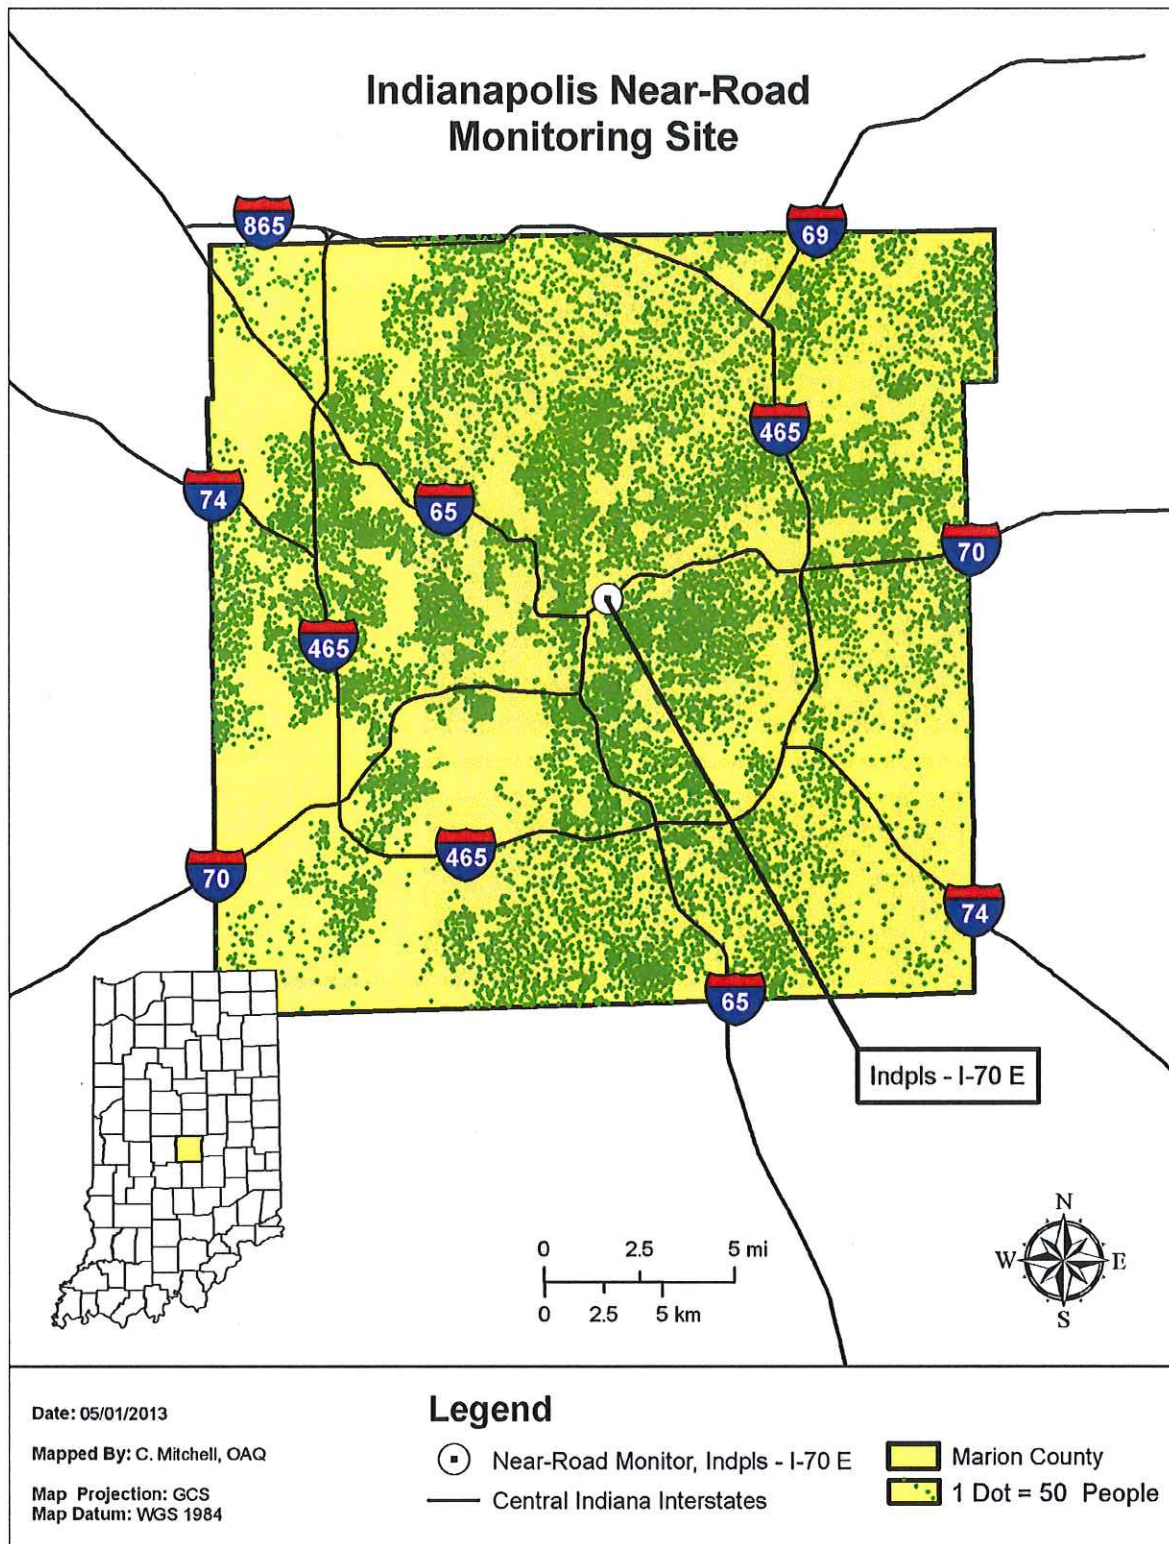 Indianapolis Near-Road
Monitoring Site
865
69
465
74
65
70
465
465
70
74
65
Indpls - I-70 E
N
W
E
S
0 2.5 5 mi
0 2.5 5 km
Legend
Date: 05/01/2013
Mapped By: C. Mitchell, OAQ
Map Projection: GCS
Map Datum: WGS 1984
Near-Road Monitor, Indpls - I-70 E
Central Indiana Interstates
Marion County
1 Dot = 50 People